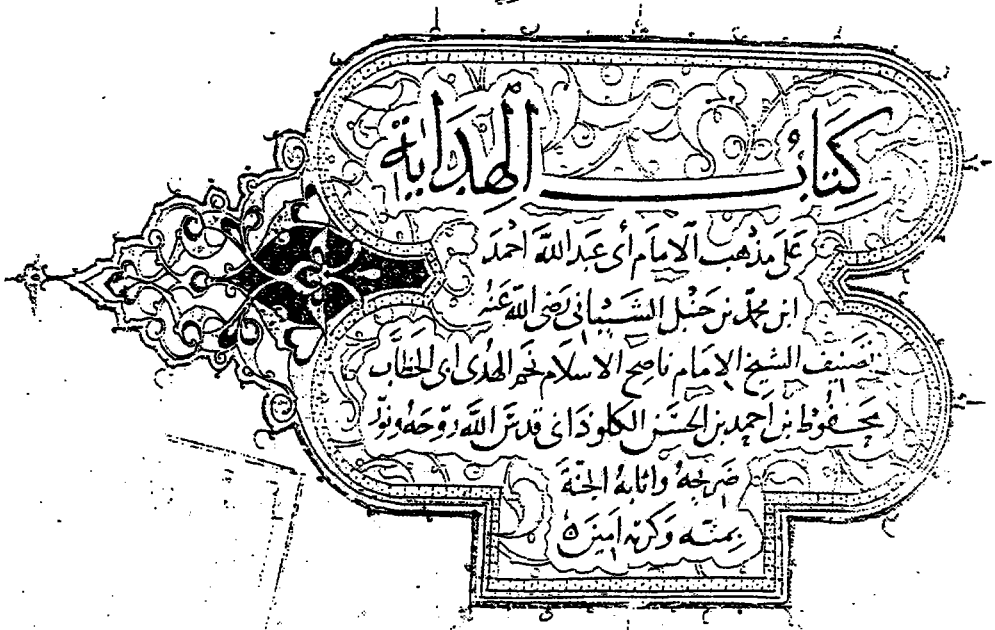 كتاب الهداية
على مذهب الامام أبى عبد الله احمد
ابن محمد بن حنبل الشيبانى رضى الله عنه
تصنيف الشيخ الامام ناصح الاسلام نجم الهدى ابى الخطاب
محفوظ بن احمد بن الحسن الكلوذانى قدس الله روحه ونور
ضريحه واثابه الجنة
بمنه وكرمه امين